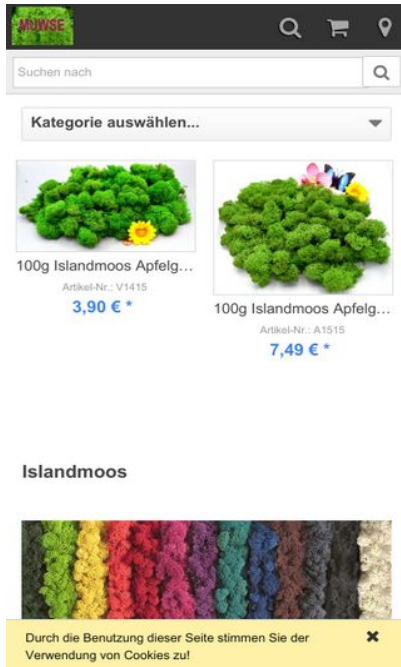 MUWSE
Suchen nach
Kategorie auswählen...
100g Islandmoos Apfelg...
Artikel-Nr.: V1415
3,90 € *
100g Islandmoos Apfelg...
Artikel-Nr.: A1515
7,49 € *
Islandmoos
Durch die Benutzung dieser Seite stimmen Sie der
Verwendung von Cookies zu!